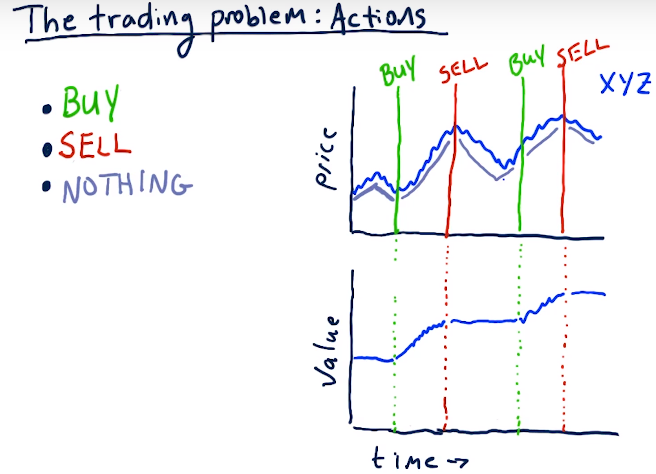 The trading problem: Actions
• BUY
• SELL
• NOTHING
BUY SELL BUY SELL
XYZ
price
value
time →